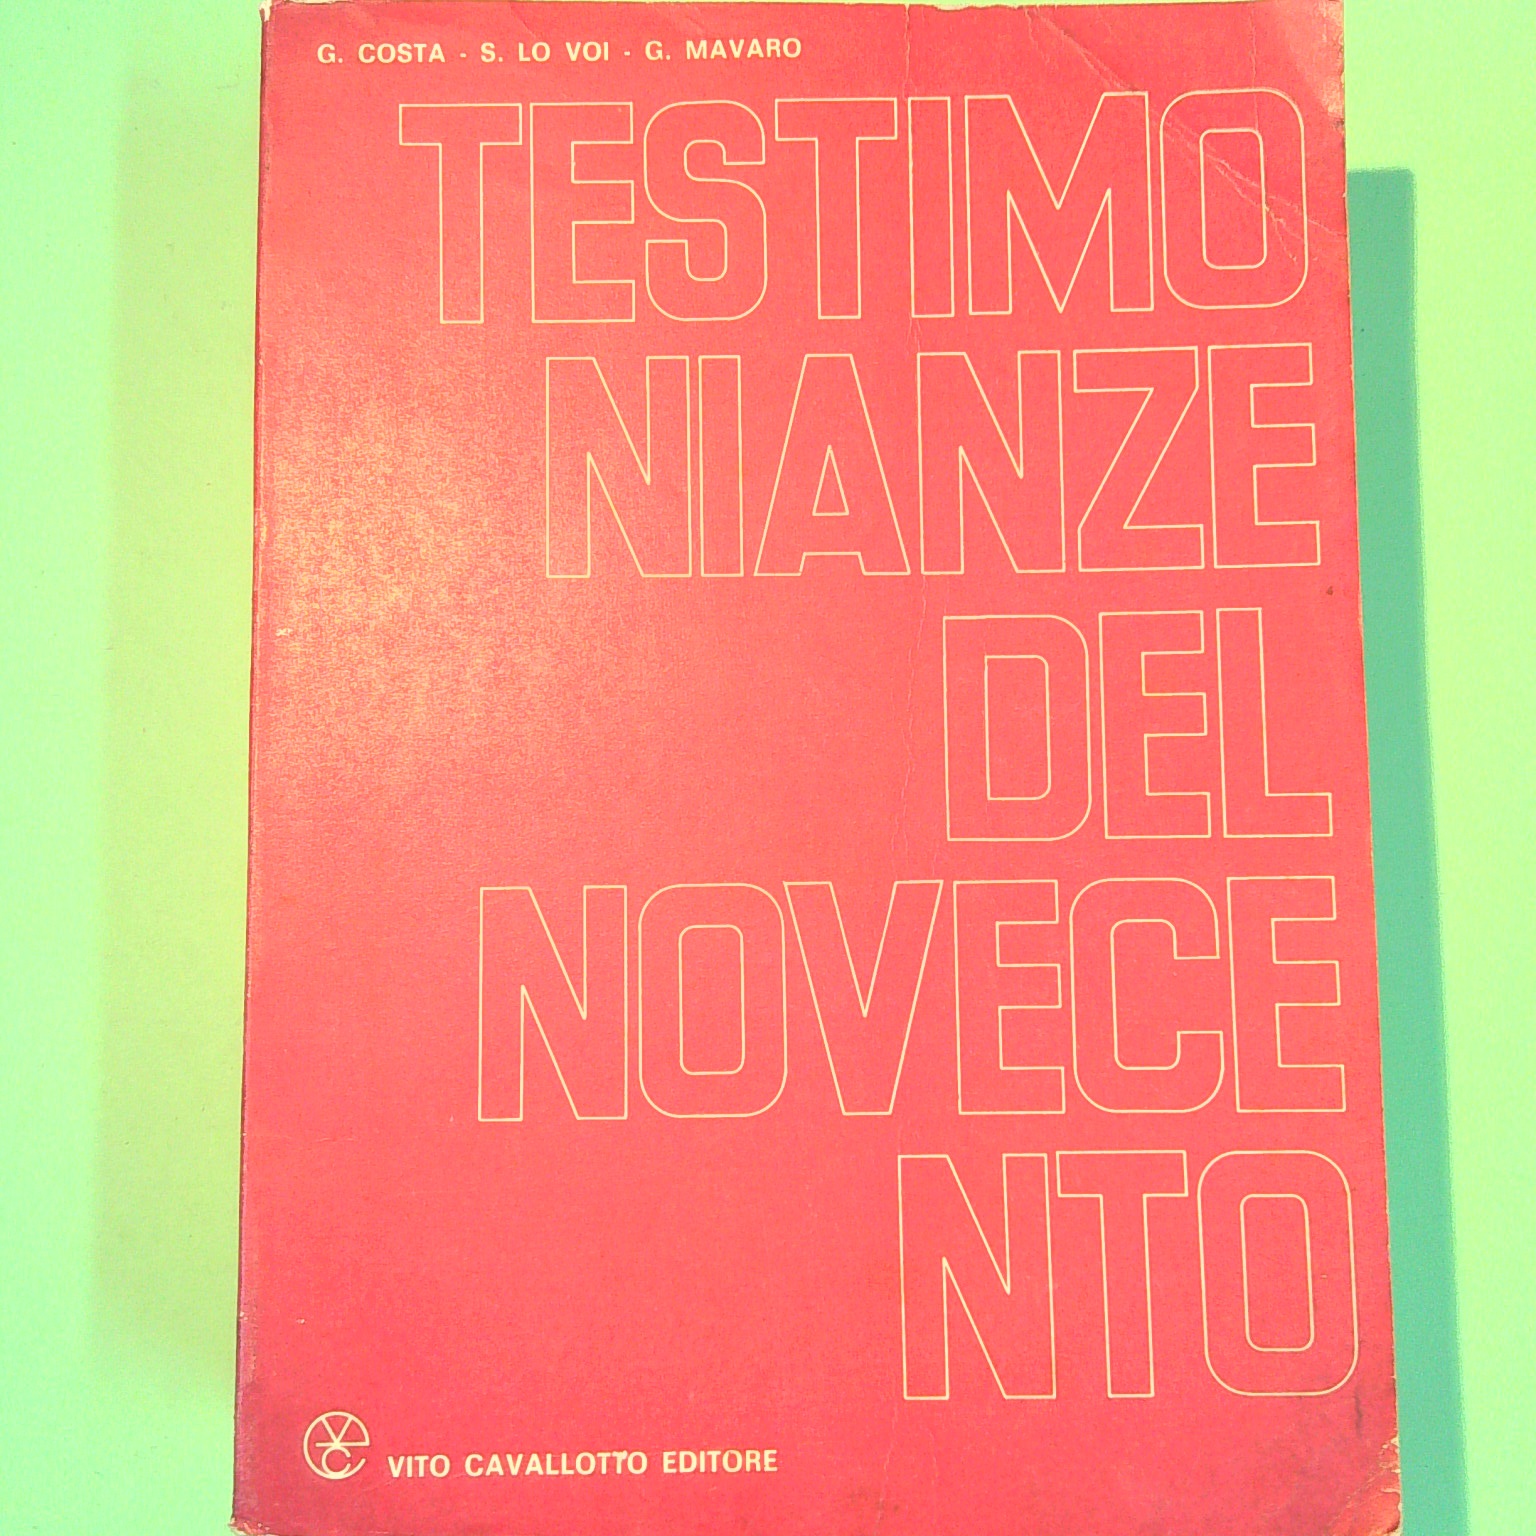 G. COSTA - S. LO VOI - G. MAVARO
TESTIMO
NIANZE
DEL
NOVECE
NTO
VITO CAVALLOTTO EDITORE